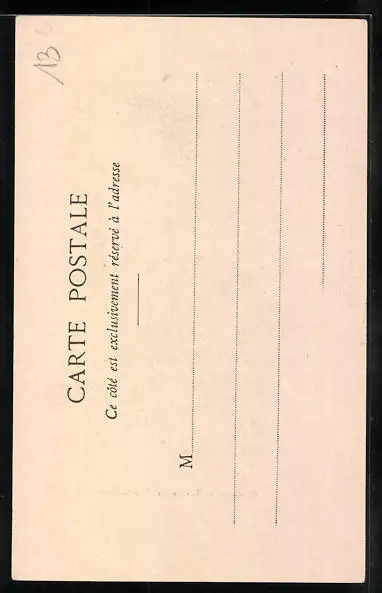 13
CARTE POSTALE
Ce côté est exclusivement réservé à l'adresse
M